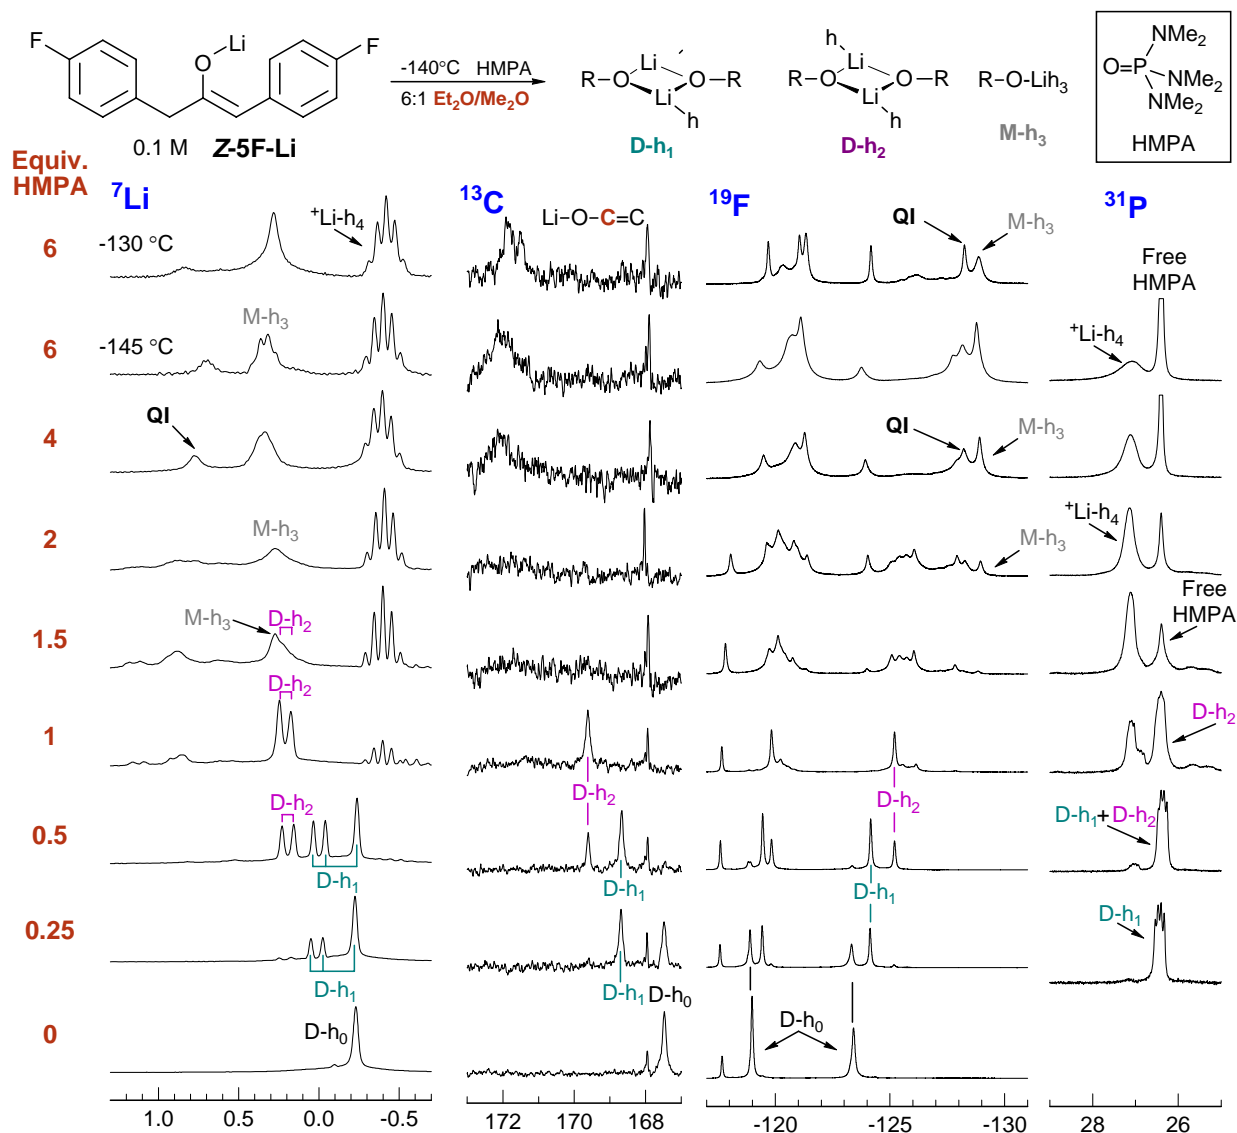 F
Li
O
F
0.1 M Z-5F-Li
-140°C HMPA
6:1 Et2O/Me2O
Li
R-O O-R
Li
h
D-h1
h
Li
R-O O-R
Li
h
D-h2
R-O-Lih3
M-h3
NMe2
O=P NMe2
NMe2
HMPA
Equiv.
HMPA
7Li
13C
19F
31P
Li-O-C=C
6
-130 °C
+Li-h4
QI
M-h3
Free
HMPA
6
-145 °C
M-h3
+Li-h4
4
QI
QI
M-h3
2
M-h3
M-h3
+Li-h4
1.5
M-h3
D-h2
Free
HMPA
1
D-h2
D-h2
D-h2
D-h2
0.5
D-h2
D-h1
D-h1
D-h1
D-h1+D-h2
0.25
D-h1
D-h1
D-h1
0
D-h0
D-h0
D-h0
1.0 0.5 0.0 -0.5
172 170 168
-120 -125 -130
28 26